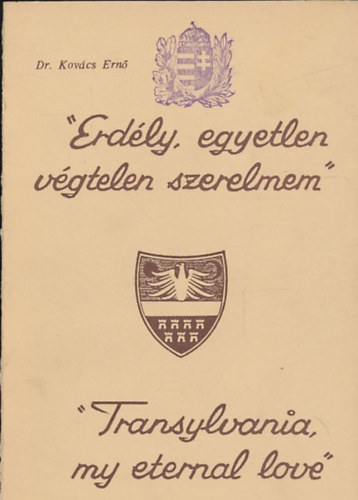 Dr. Kovács Ernő
"Erdély, egyetlen
végtelen szerelmem"
"Transylvania,
my eternal love"